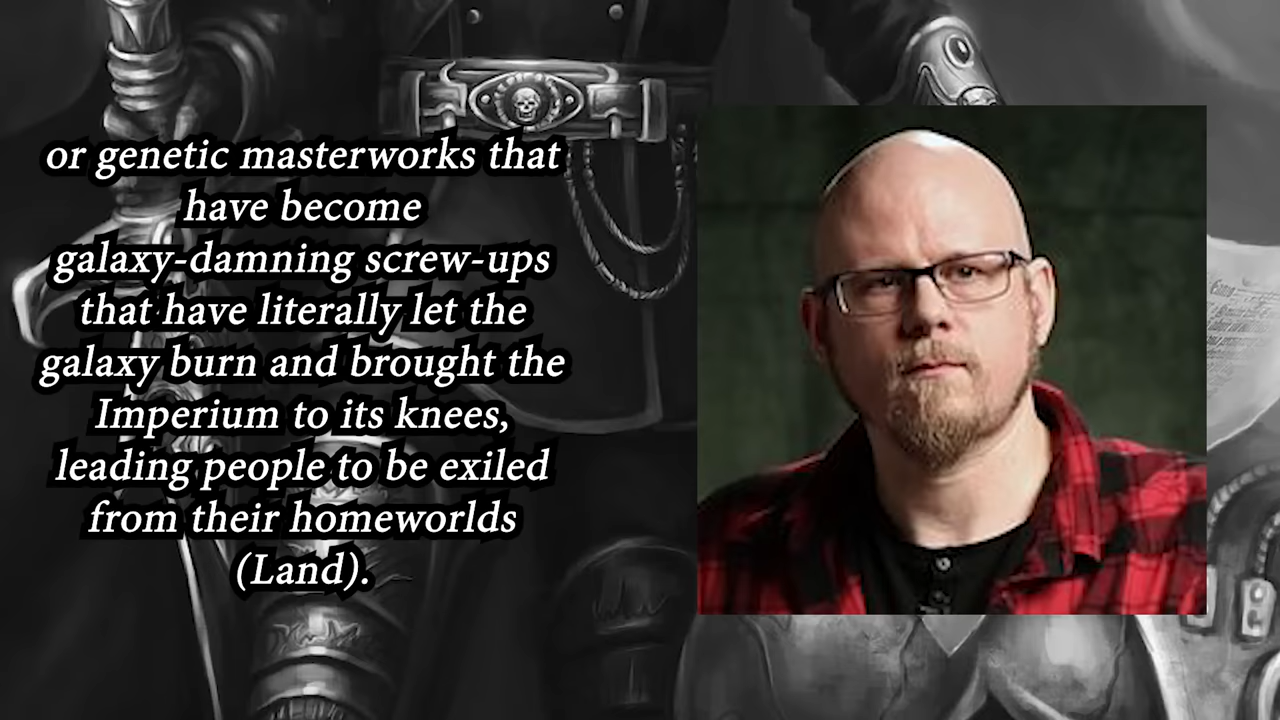 or genetic masterworks that
have become
galaxy-damning screw-ups
that have literally let the
galaxy burn and brought the
Imperium to its knees,
leading people to be exiled
from their homeworlds
(Land).